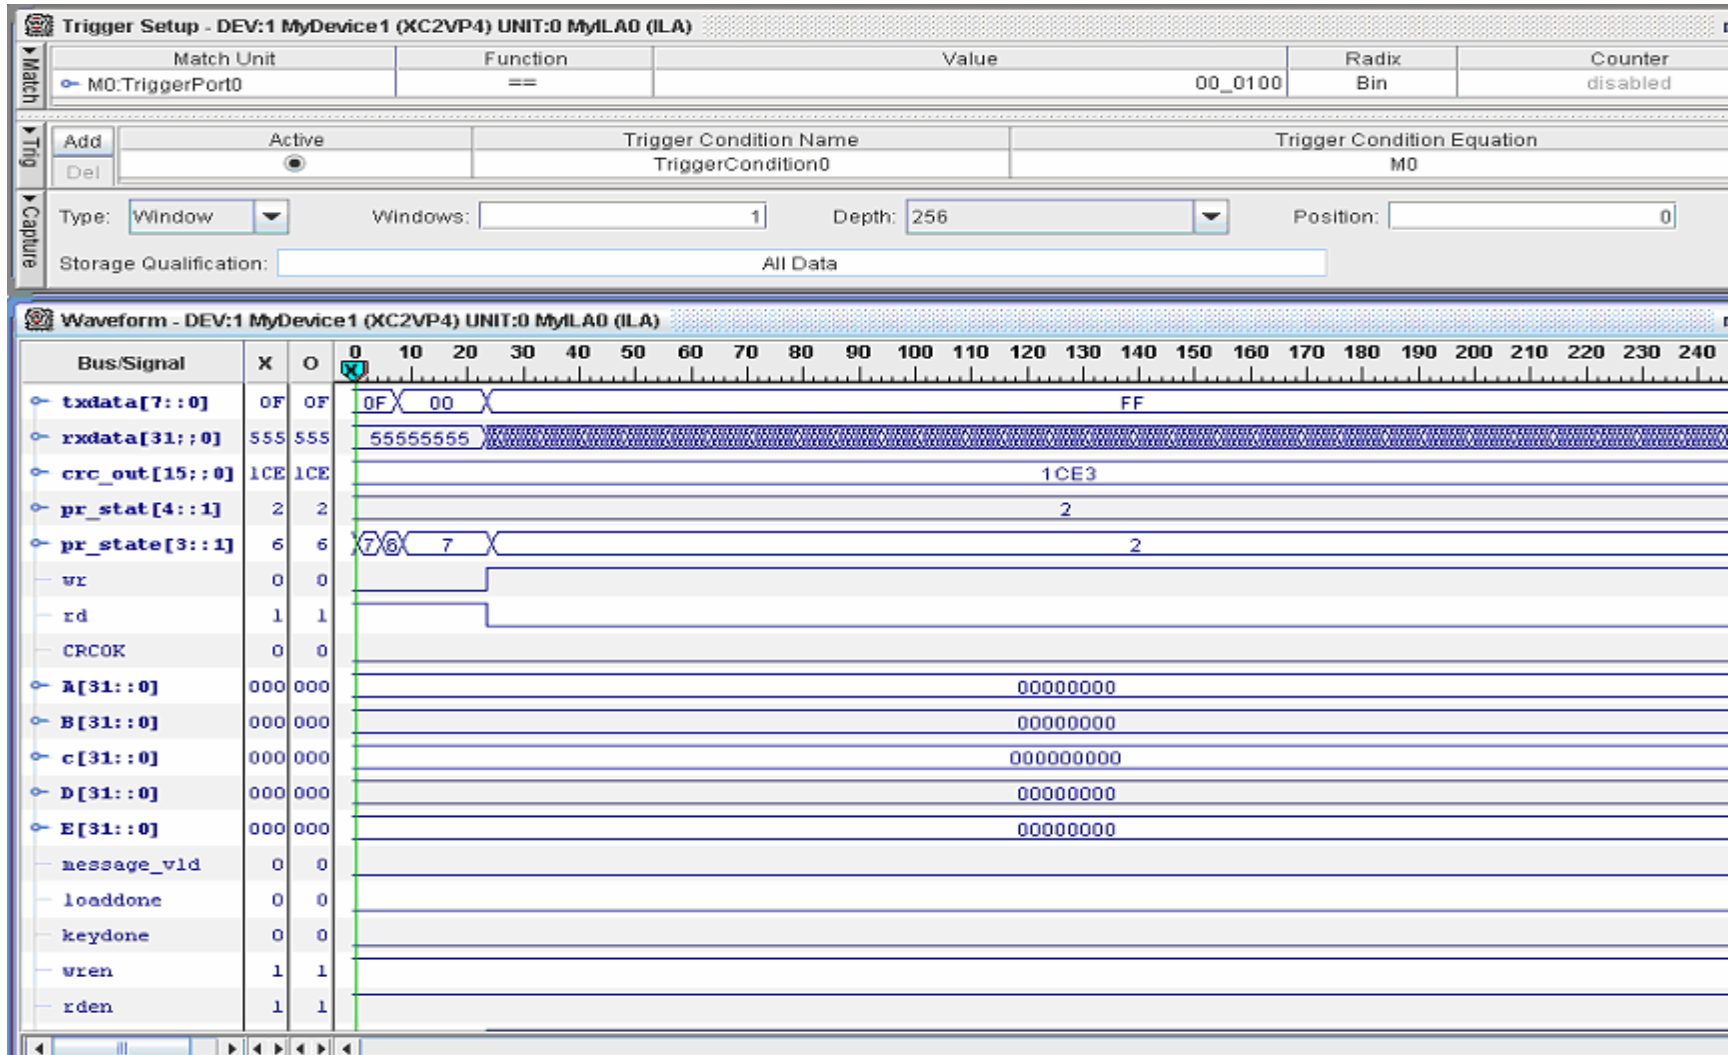 Trigger Setup - DEV:1 MyDevice1 (XC2VP4) UNIT:0 MyILA0 (ILA)
Match
Match Unit Function Value Radix Counter
M0:TriggerPort0 == 00_0100 Bin disabled
Trig
Add Active Trigger Condition Name Trigger Condition Equation
Del TriggerCondition0 M0
Capture
Type: Window Windows: 1 Depth: 256 Position: 0
Storage Qualification: All Data
Waveform - DEV:1 MyDevice1 (XC2VP4) UNIT:0 MyILA0 (ILA)
Bus/Signal X O 0 10 20 30 40 50 60 70 80 90 100 110 120 130 140 150 160 170 180 190 200 210 220 230 240
X
txdata[7::0] 0F 0F 0F 00 FF
rxdata[31;;0] 555 555 55555555
crc_out[15;;0] 1CE 1CE 1CE3
pr_stat[4::1] 2 2 2
pr_state[3::1] 6 6 7 6 7 2
wr 0 0
rd 1 1
CRCOK 0 0
A[31::0] 000 000 00000000
B[31::0] 000 000 00000000
c[31::0] 000 000 000000000
D[31::0] 000 000 00000000
E[31::0] 000 000 00000000
message_vld 0 0
loaddone 0 0
keydone 0 0
wren 1 1
rden 1 1